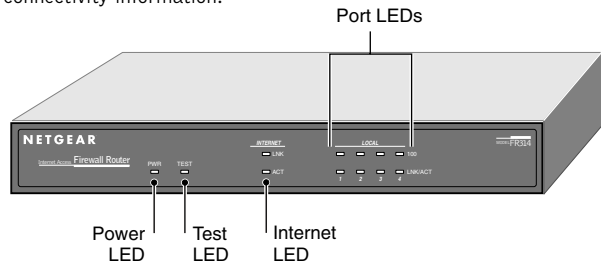 connectivity information.
Port LEDs
NETGEAR
Internet Access Firewall Router
PWR
TEST
INTERNET
LNK
ACT
LOCAL
100
LNK/ACT
1 2 3 4
MODEL FR314
Power LED
Test LED
Internet LED